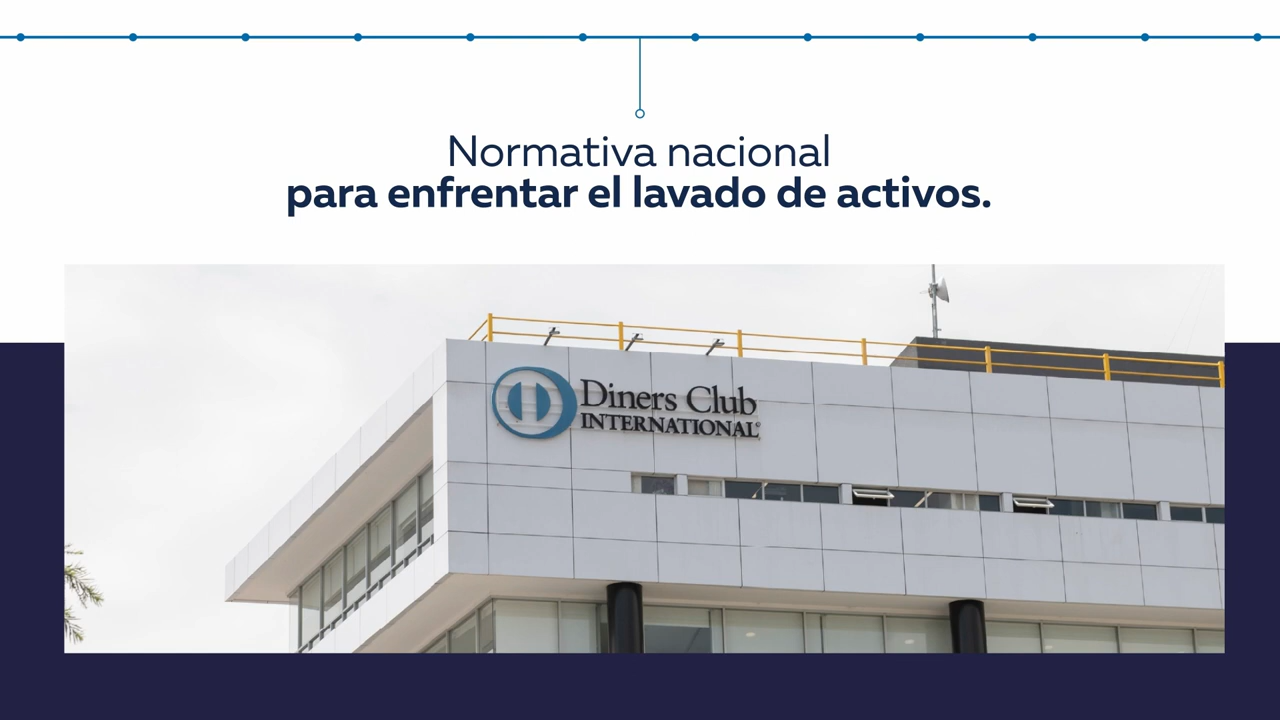 Normativa nacional
para enfrentar el lavado de activos.
Diners Club
INTERNATIONAL®